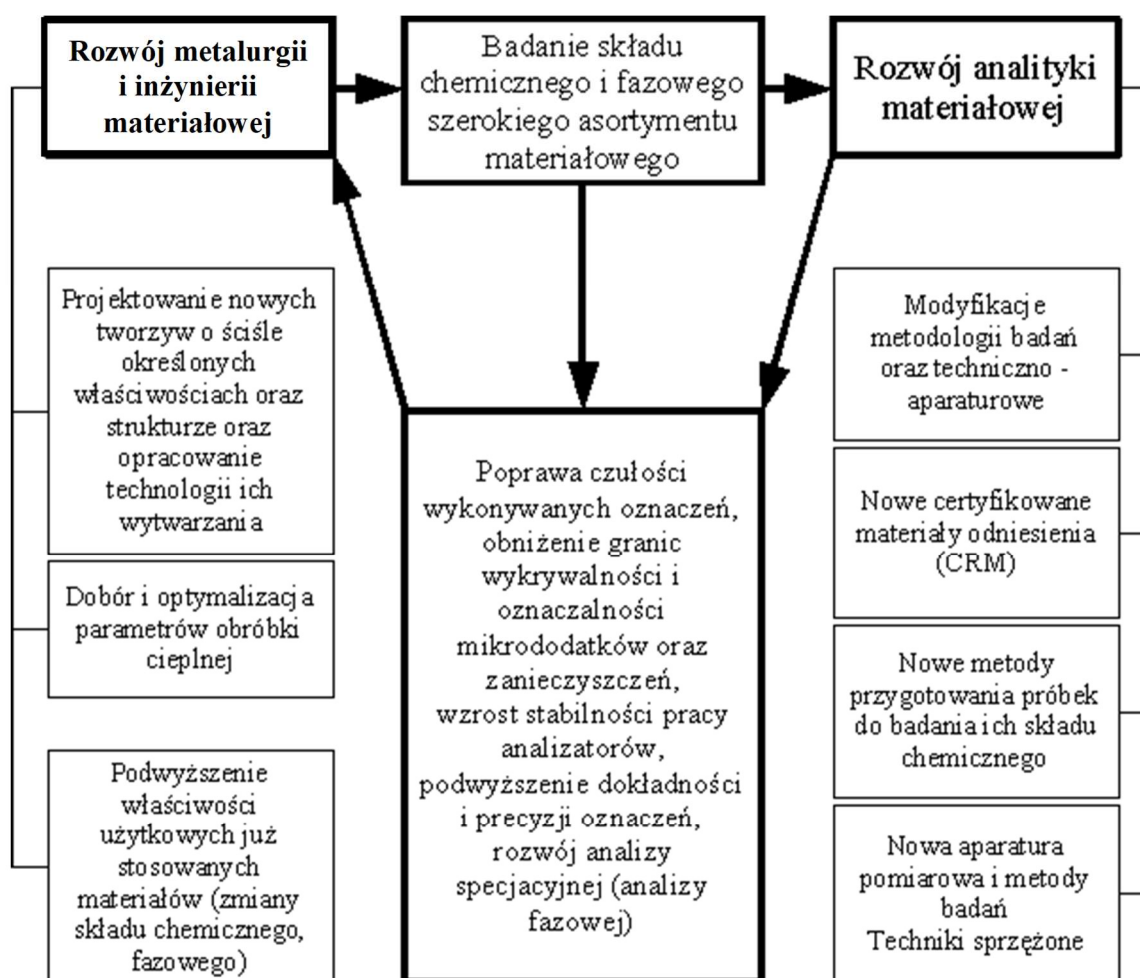 Rozwój metalurgii
i inżynierii
materiałowej
Badanie składu
chemicznego i fazowego
szerokiego asortymentu
materiałowego
Rozwój analityki
materiałowej
Projektowanie nowych
tworzyw o ściśle
określonych
właściwościach oraz
strukturze oraz
opracowanie
technologii ich
wytwarzania
Dobór i optymalizacja
parametrów obróbki
cieplnej
Podwyższenie
właściwości
użytkowych już
stosowanych
materiałów (zmiany
składu chemicznego,
fazowego)
Poprawa czułości
wykonywanych oznaczeń,
obniżenie granic
wykrywalności i
oznaczalności
mikrododatków oraz
zanieczyszczeń,
wzrost stabilności pracy
analizatorów,
podwyższenie dokładności
i precyzji oznaczeń,
rozwój analizy
specjacyjnej (analizy
fazowej)
Modyfikacje
metodologii badań
oraz techniczno -
aparaturowe
Nowe certyfikowane
materiały odniesienia
(CRM)
Nowe metody
przygotowania próbek
do badania ich składu
chemicznego
Nowa aparatura
pomiarowa i metody
badań
Techniki sprzężone